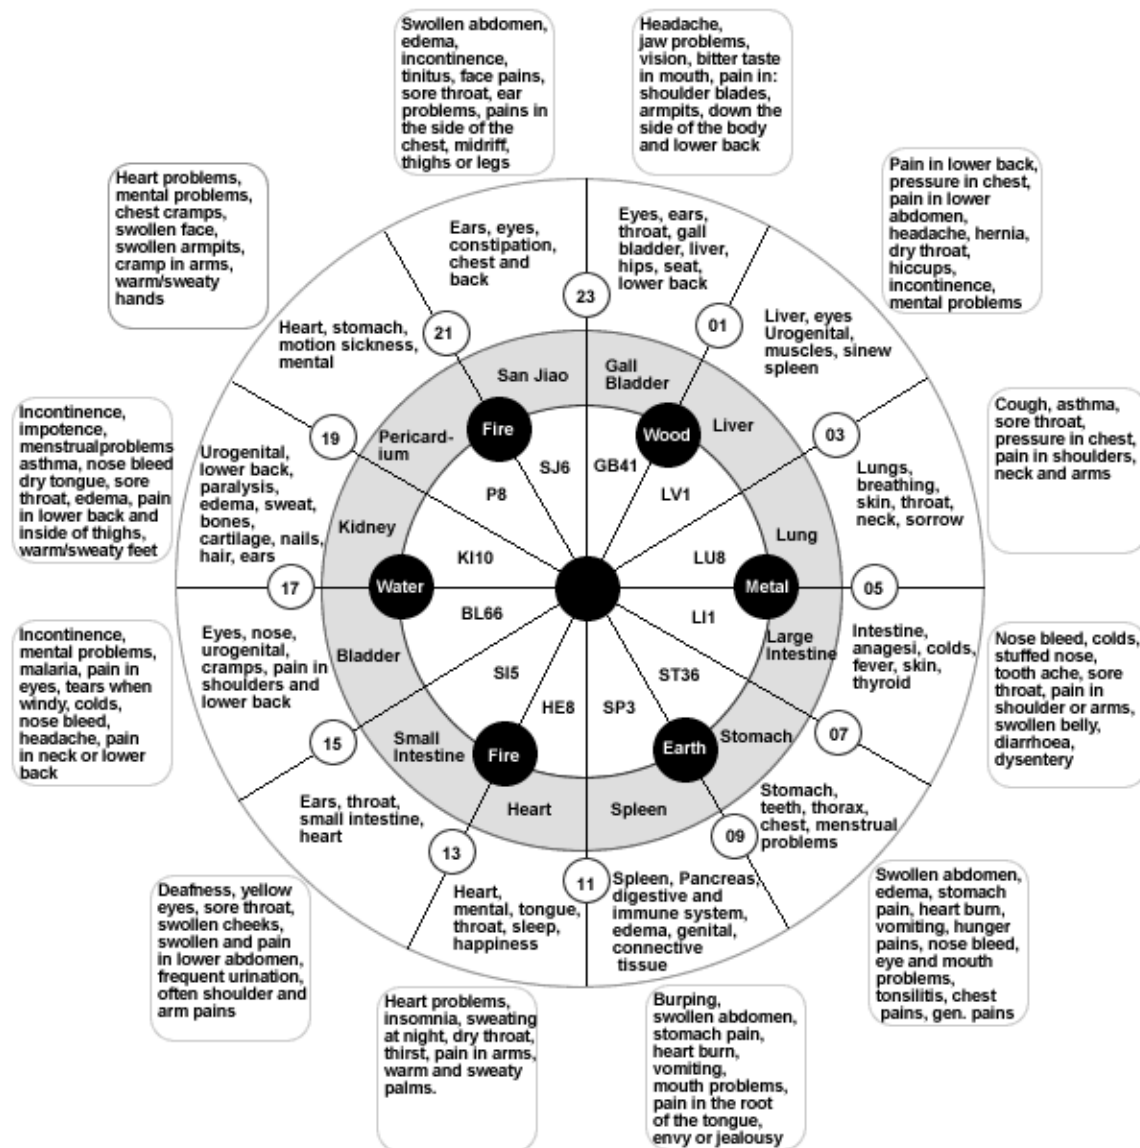 Swollen abdomen,
edema,
incontinence,
tinitus, face pains,
sore throat, ear
problems, pains in
the side of the
chest, midriff,
thighs or legs
Headache,
jaw problems,
vision, bitter taste
in mouth, pain in:
shoulder blades,
armpits, down the
side of the body
and lower back
Heart problems,
mental problems,
chest cramps,
swollen face,
swollen armpits,
cramp in arms,
warm/sweaty
hands
Pain in lower back,
pressure in chest,
pain in lower
abdomen,
headache, hernia,
dry throat,
hiccups,
incontinence,
mental problems
Ears, eyes,
constipation,
chest and
back
Eyes, ears,
throat, gall
bladder, liver,
hips, seat,
lower back
23
21
01
Heart, stomach,
motion sickness,
mental
Liver, eyes
Urogenital,
muscles, sinew
spleen
San Jiao
Gall
Bladder
Incontinence,
impotence,
menstrualproblems
asthma, nose bleed
dry tongue, sore
throat, edema, pain
in lower back and
inside of thighs,
warm/sweaty feet
Cough, asthma,
sore throat,
pressure in chest,
pain in shoulders,
neck and arms
19
Pericard-
ium
Fire
Wood
Liver
03
Urogenital,
lower back,
paralysis,
edema, sweat,
bones,
cartilage, nails,
hair, ears
SJ6
GB41
P8
LV1
Lungs,
breathing,
skin, throat,
neck, sorrow
Kidney
Lung
KI10
LU8
17
Water
Metal
05
BL66
LI1
Incontinence,
mental problems,
malaria, pain in
eyes, tears when
windy, colds,
nose bleed,
headache, pain
in neck or lower
back
Eyes, nose,
urogenital,
cramps, pain in
shoulders and
lower back
Bladder
Large
Intestine
Intestine,
anagesi, colds,
fever, skin,
thyroid
Nose bleed, colds,
stuffed nose,
tooth ache, sore
throat, pain in
shoulder or arms,
swollen belly,
diarrhoea,
dysentery
SI5
ST36
HE8
SP3
15
Small
Intestine
Fire
Earth
Stomach
07
Ears, throat,
small intestine,
heart
Heart
Spleen
Stomach,
teeth, thorax,
chest, menstrual
problems
13
11
09
Deafness, yellow
eyes, sore throat,
swollen cheeks,
swollen and pain
in lower abdomen,
frequent urination,
often shoulder and
arm pains
Heart,
mental, tongue,
throat, sleep,
happiness
Spleen, Pancreas,
digestive and
immune system,
edema, genital,
connective
tissue
Swollen abdomen,
edema, stomach
pain, heart burn,
vomiting, hunger
pains, nose bleed,
eye and mouth
problems,
tonsilitis, chest
pains, gen. pains
Heart problems,
insomnia, sweating
at night, dry throat,
thirst, pain in arms,
warm and sweaty
palms.
Burping,
swollen abdomen,
stomach pain,
heart burn,
vomiting,
mouth problems,
pain in the root
of the tongue,
envy or jealousy